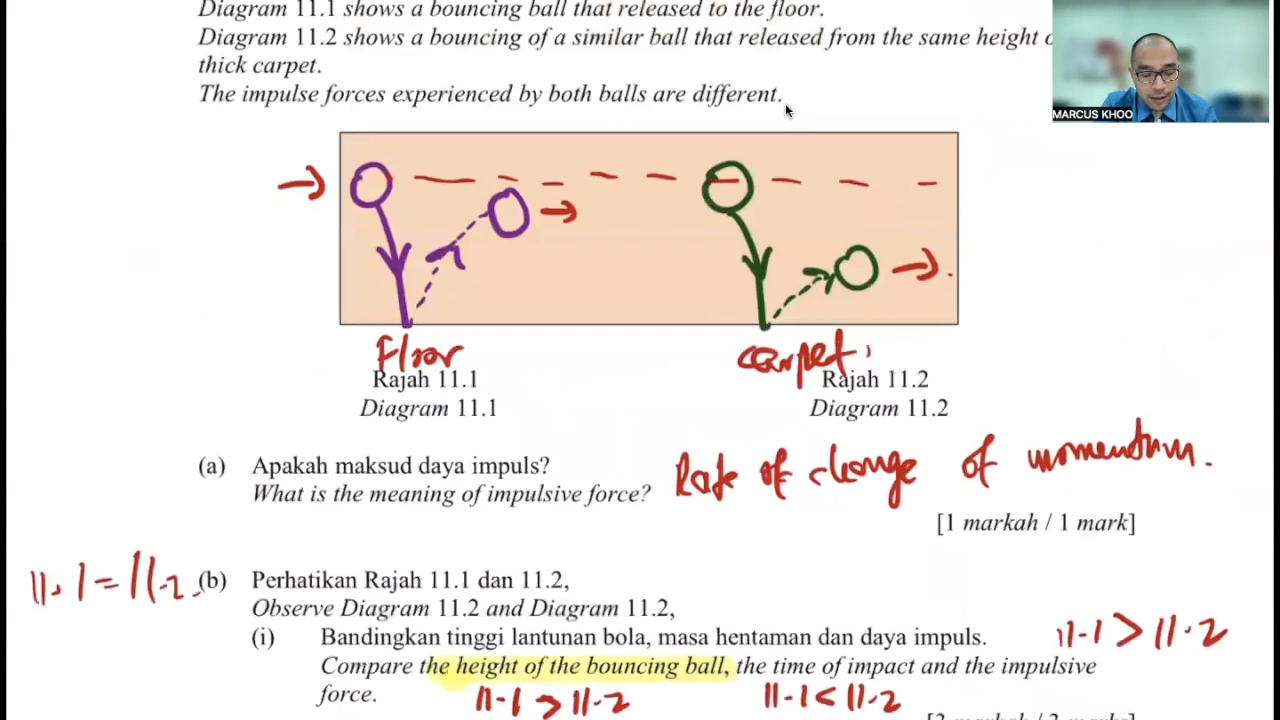 Diagram 11.1 shows a bouncing ball that released to the floor.
Diagram 11.2 shows a bouncing of a similar ball that released from the same height o
thick carpet.
The impulse forces experienced by both balls are different.
MARCUS KHOO
Floor
carpet
Rajah 11.1
Diagram 11.1
Rajah 11.2
Diagram 11.2
(a) Apakah maksud daya impuls?
What is the meaning of impulsive force?
Rate of change of momentum.
[1 markah / 1 mark]
11.1 = 11.2
(b) Perhatikan Rajah 11.1 dan 11.2,
Observe Diagram 11.2 and Diagram 11.2,
(i) Bandingkan tinggi lantunan bola, masa hentaman dan daya impuls.
11.1 > 11.2
Compare the height of the bouncing ball, the time of impact and the impulsive
force.
11.1 > 11.2
11.1 < 11.2